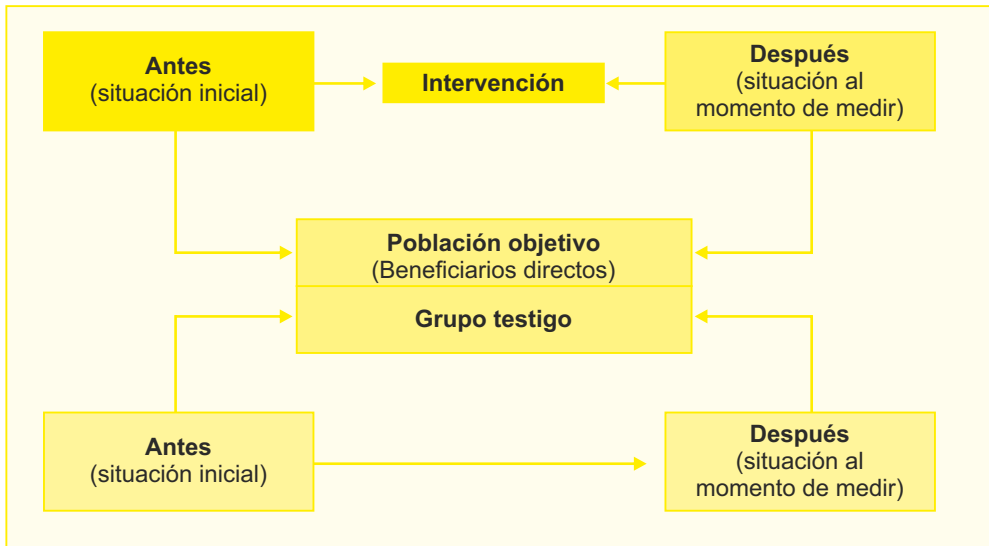 Antes
(situación inicial)
Intervención
Después
(situación al
momento de medir)
Población objetivo
(Beneficiarios directos)
Grupo testigo
Antes
(situación inicial)
Después
(situación al
momento de medir)